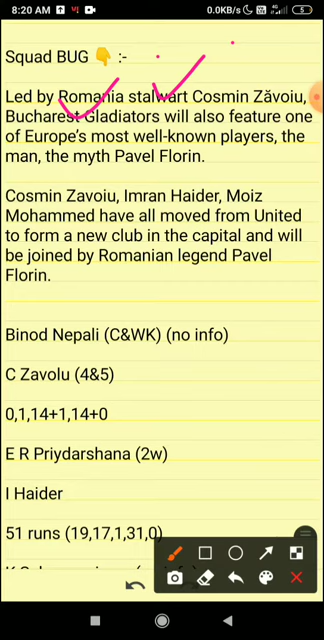 8:20 AM
0.0KB/s
4G
5
Squad BUG 👇 :-
Led by Romania stalwart Cosmin Zăvoiu,
Bucharest Gladiators will also feature one
of Europe's most well-known players, the
man, the myth Pavel Florin.
Cosmin Zavoiu, Imran Haider, Moiz
Mohammed have all moved from United
to form a new club in the capital and will
be joined by Romanian legend Pavel
Florin.
Binod Nepali (C&WK) (no info)
C Zavolu (4&5)
0,1,14+1,14+0
E R Priydarshana (2w)
I Haider
51 runs (19,17,1,31,0)